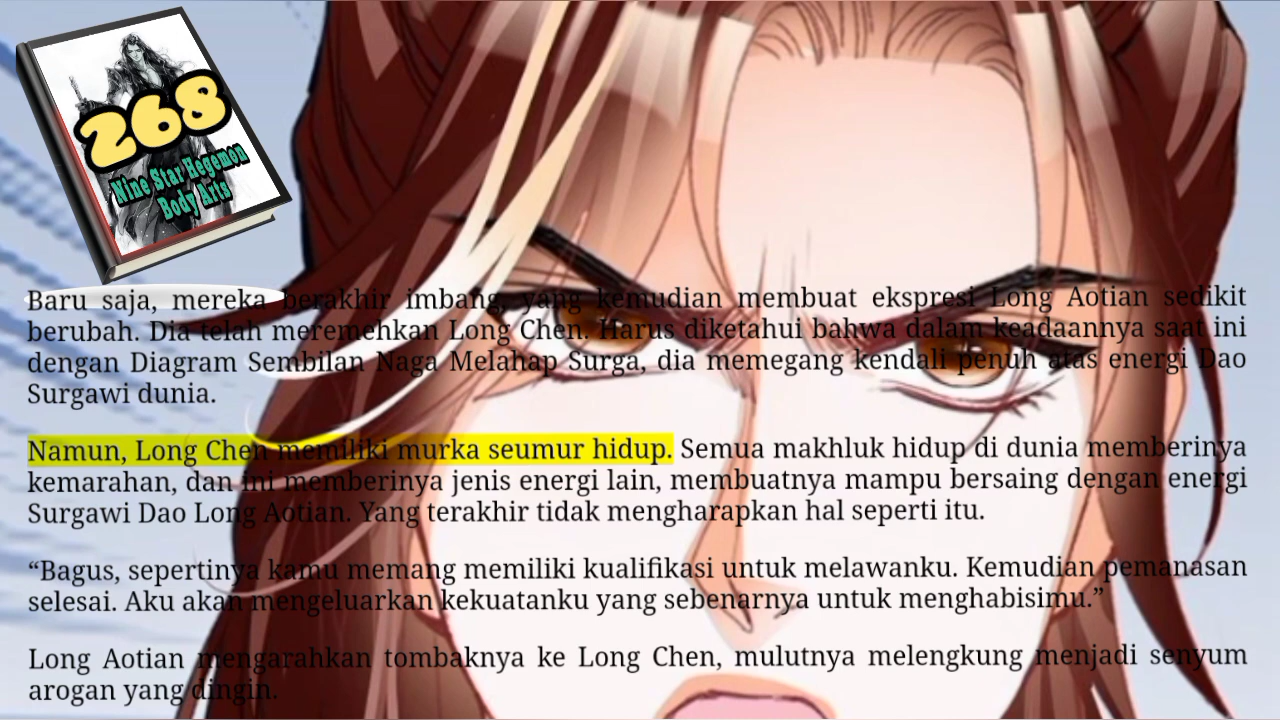 268
Nine Star Hegemon
Body Arts
Baru saja, mereka berakhir imbang, yang kemudian membuat ekspresi Long Aotian sedikit
berubah. Dia telah meremehkan Long Chen. Harus diketahui bahwa dalam keadaannya saat ini
dengan Diagram Sembilan Naga Melahap Surga, dia memegang kendali penuh atas energi Dao
Surgawi dunia.
Namun, Long Chen memiliki murka seumur hidup. Semua makhluk hidup di dunia memberinya
kemarahan, dan ini memberinya jenis energi lain, membuatnya mampu bersaing dengan energi
Surgawi Dao Long Aotian. Yang terakhir tidak mengharapkan hal seperti itu.
“Bagus, sepertinya kamu memang memiliki kualifikasi untuk melawanku. Kemudian pemanasan
selesai. Aku akan mengeluarkan kekuatanku yang sebenarnya untuk menghabisimu.”
Long Aotian mengarahkan tombaknya ke Long Chen, mulutnya melengkung menjadi senyum
arogan yang dingin.